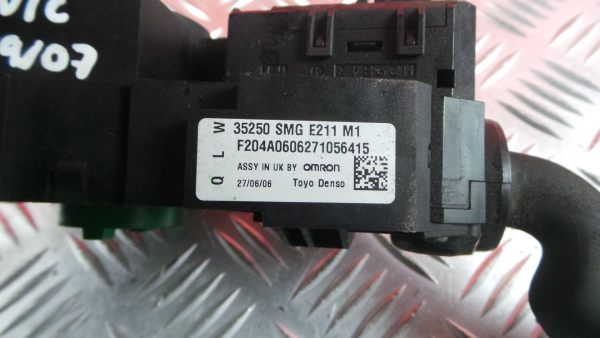 35250 SMG E211 M1
F204A0606271056415
ASSY IN UK BY OMRON
27/06/06 Toyo Denso
Q L W